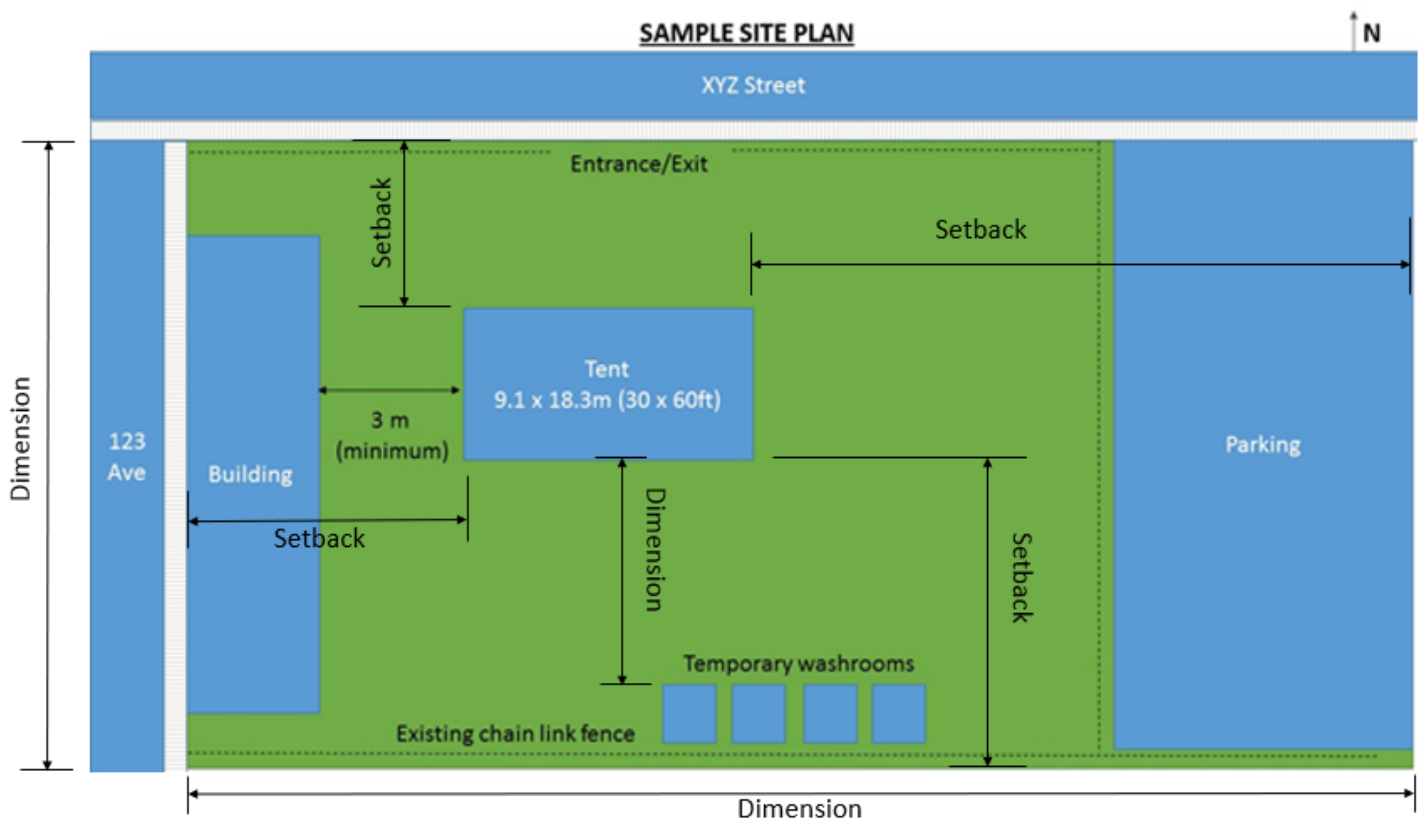 SAMPLE SITE PLAN
N
XYZ Street
Entrance/Exit
Setback
Setback
Tent
9.1 x 18.3m (30 x 60ft)
3 m
(minimum)
Dimension
123
Ave
Building
Parking
Setback
Dimension
Setback
Temporary washrooms
Existing chain link fence
Dimension